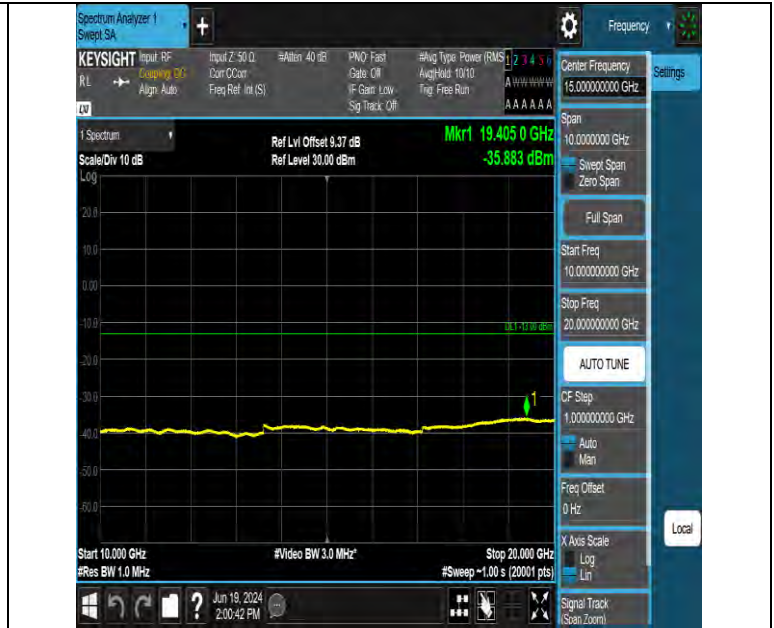 Spectrum Analyzer 1
Swept SA
+
Frequency
KEYSIGHT
RL
LV
Input: RF
Coupling: DC
Align: Auto
Input Z: 50 Ω
Corr CCorr
Freq Ref: Int (S)
#Atten: 40 dB
PNO: Fast
Gate: Off
IF Gain: Low
Sig Track: Off
#Avg Type: Power (RMS
Avg|Hold: 10/10
Trig: Free Run
1 2 3 4 5 6
A W W W W W
A A A A A A
1 Spectrum
Scale/Div 10 dB
Log
Ref Lvl Offset 9.37 dB
Ref Level 30.00 dBm
Mkr1 19.405 0 GHz
-35.883 dBm
20.0
10.0
0.00
-10.0
-20.0
-30.0
-40.0
-50.0
-60.0
DL1 -13.00 dBm
1
Start 10.000 GHz
#Res BW 1.0 MHz
#Video BW 3.0 MHz*
Stop 20.000 GHz
#Sweep ~1.00 s (20001 pts)
Center Frequency
15.000000000 GHz
Settings
Span
10.0000000 GHz
Swept Span
Zero Span
Full Span
Start Freq
10.000000000 GHz
Stop Freq
20.000000000 GHz
AUTO TUNE
CF Step
1.000000000 GHz
Auto
Man
Freq Offset
0 Hz
X Axis Scale
Log
Lin
Local
Signal Track
(Span Zoom)
?
Jun 19, 2024
2:00:42 PM